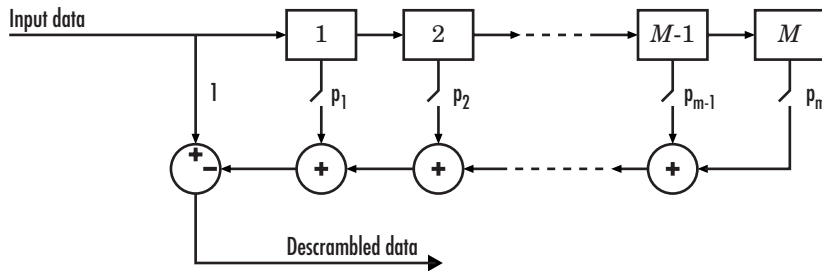 Input data
1 2 M-1 M
1 p1 p2 pm-1 pm
+ - + + +
Descrambled data